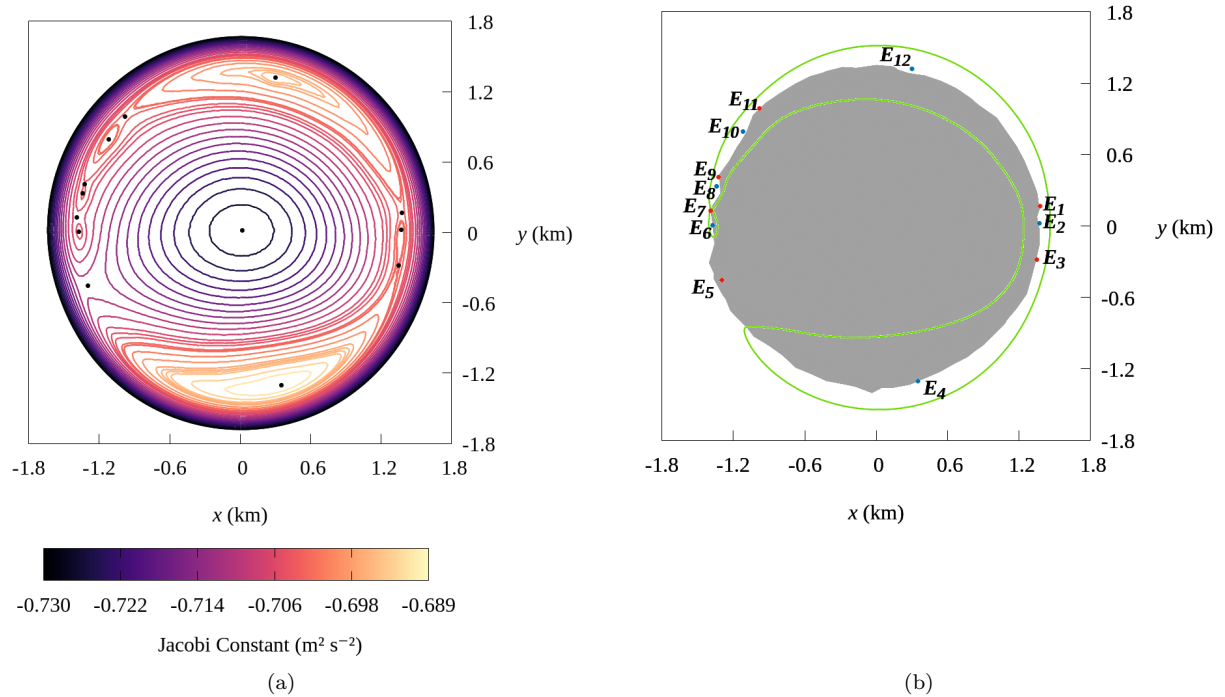 1.8
1.2
0.6
0
-0.6
-1.2
-1.8
y (km)
-1.8 -1.2 -0.6 0 0.6 1.2 1.8
x (km)
-0.730 -0.722 -0.714 -0.706 -0.698 -0.689
Jacobi Constant (m² s⁻²)
(a)
1.8
1.2
0.6
0
-0.6
-1.2
-1.8
y (km)
E12
E11
E10
E9
E8
E7
E6
E5
E1
E2
E3
E4
-1.8 -1.2 -0.6 0 0.6 1.2 1.8
x (km)
(b)